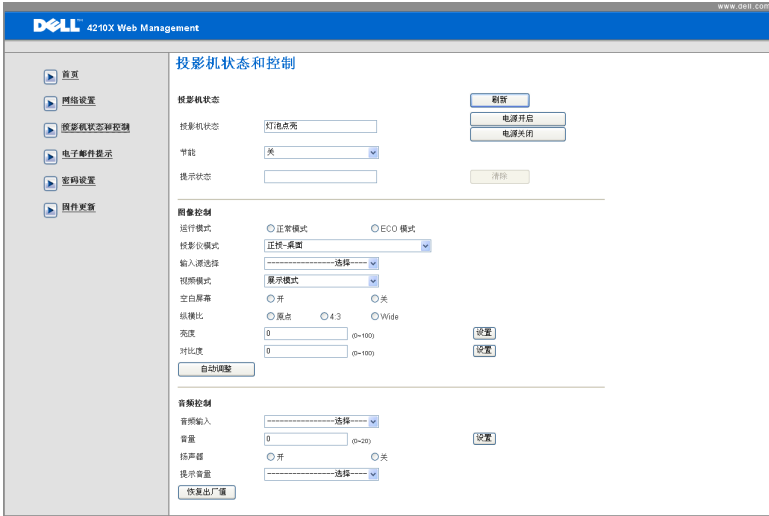 www.dell.com
DELL™ 4210X Web Management
首页
网络设置
投影机状态和控制
电子邮件提示
密码设置
固件更新
投影机状态和控制
投影机状态 刷新
电源开启
投影机状态 灯泡点亮 电源关闭
节能 关
提示状态 清除
图像控制
运行模式 正常模式 ECO 模式
投影仪模式 正投-桌面
输入源选择 ----------------选择----
视频模式 展示模式
空白屏幕 开 关
纵横比 原点 4:3 Wide
亮度 0 (0~100) 设置
对比度 0 (0~100) 设置
自动调整
音频控制
音频输入 ----------------选择----
音量 0 (0~20) 设置
扬声器 开 关
提示音量 ----------------选择----
恢复出厂值